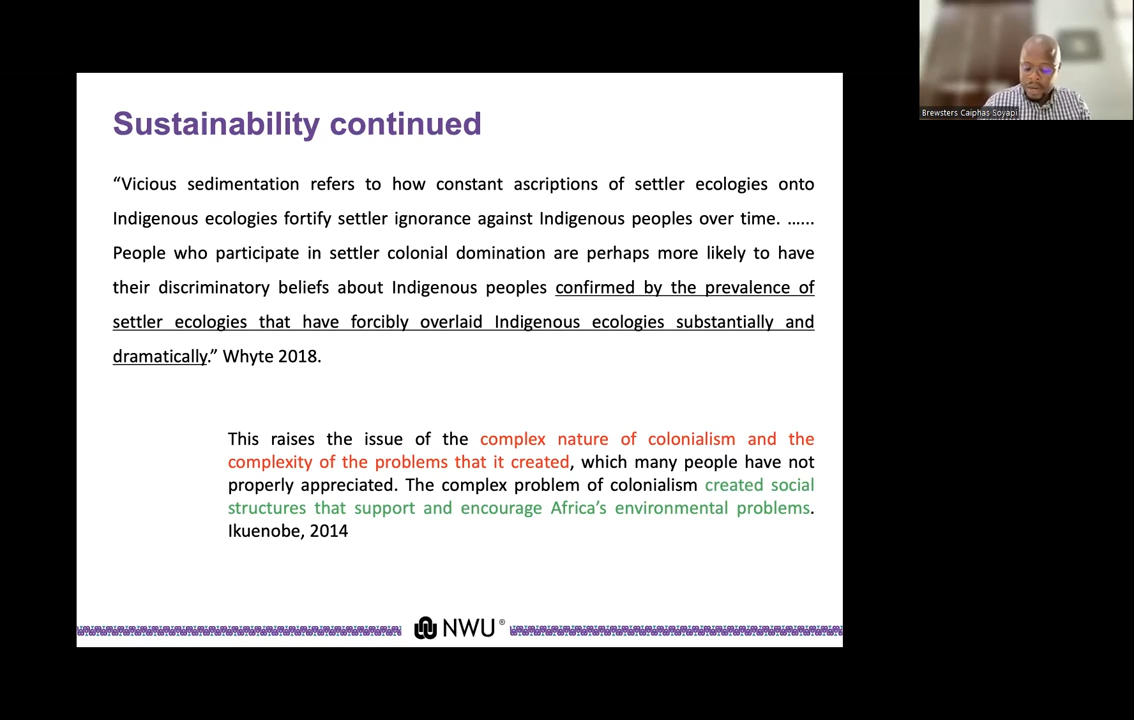 Brewsters Caiphas Soyapi
Sustainability continued
“Vicious sedimentation refers to how constant ascriptions of settler ecologies onto
Indigenous ecologies fortify settler ignorance against Indigenous peoples over time. ......
People who participate in settler colonial domination are perhaps more likely to have
their discriminatory beliefs about Indigenous peoples confirmed by the prevalence of
settler ecologies that have forcibly overlaid Indigenous ecologies substantially and
dramatically.” Whyte 2018.
This raises the issue of the complex nature of colonialism and the
complexity of the problems that it created, which many people have not
properly appreciated. The complex problem of colonialism created social
structures that support and encourage Africa’s environmental problems.
Ikuenobe, 2014
NWU®